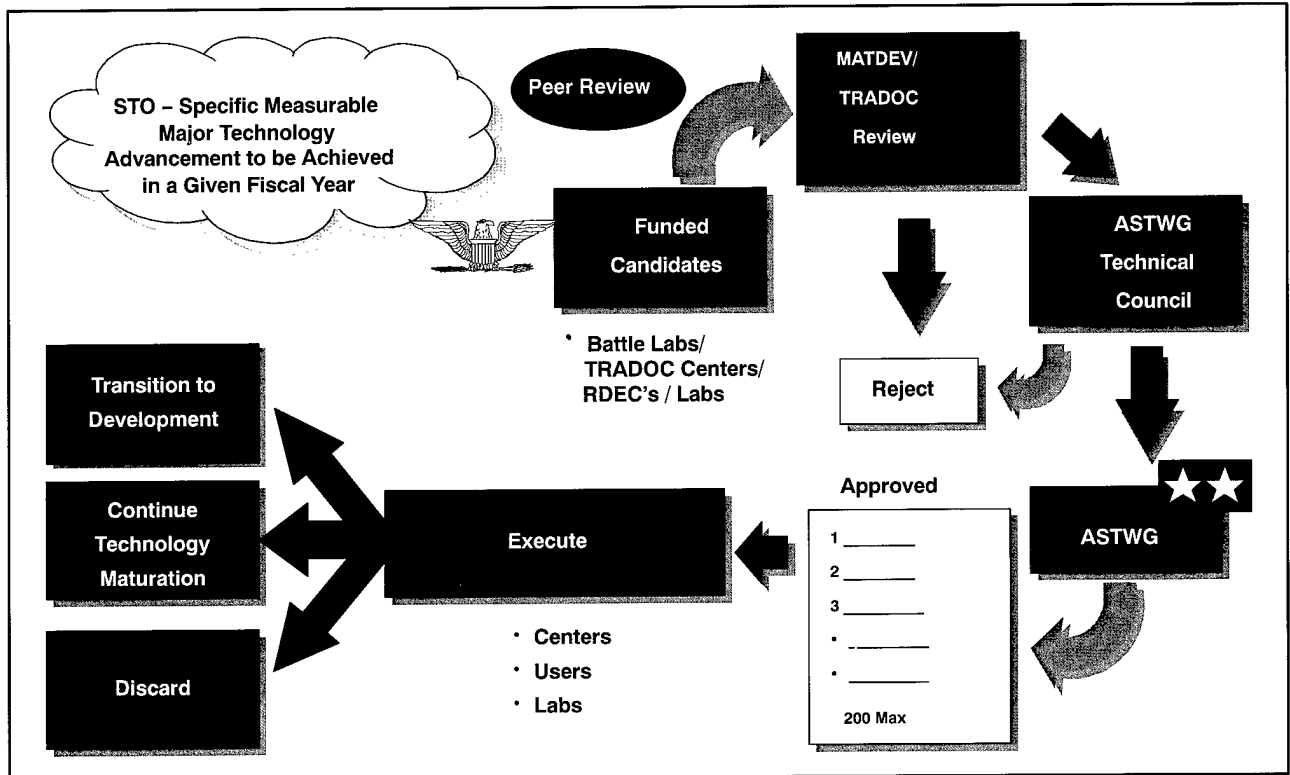 STO – Specific Measurable
Major Technology
Advancement to be Achieved
in a Given Fiscal Year
Peer Review
MATDEV/
TRADOC
Review
Funded
Candidates
• Battle Labs/
TRADOC Centers/
RDEC's / Labs
ASTWG
Technical
Council
Reject
ASTWG
Approved
1
2
3
•
•
200 Max
Execute
• Centers
• Users
• Labs
Transition to
Development
Continue
Technology
Maturation
Discard